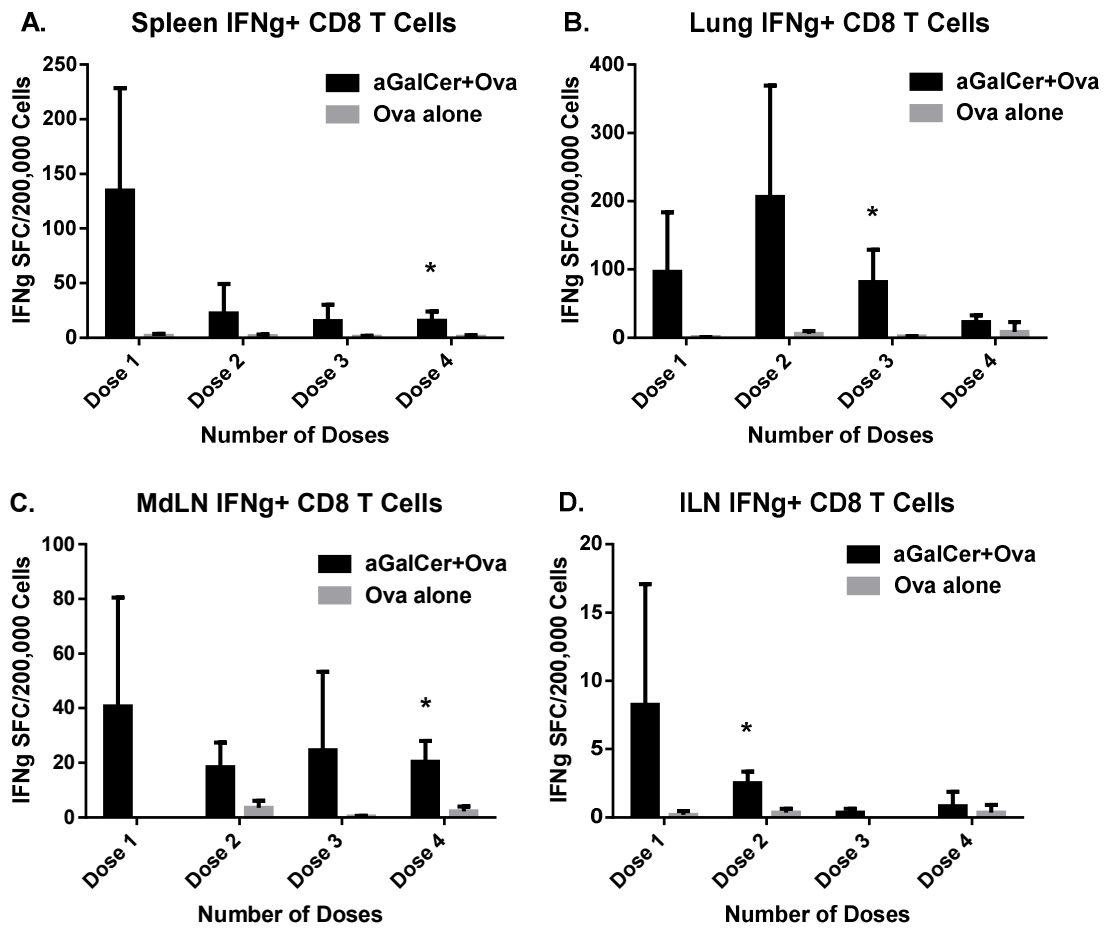 A.
Spleen IFNg+ CD8 T Cells
IFNg SFC/200,000 Cells
250
200
150
100
50
0
aGalCer+Ova
Ova alone
*
Dose 1
Dose 2
Dose 3
Dose 4
Number of Doses
B.
Lung IFNg+ CD8 T Cells
IFNg SFC/200,000 Cells
400
300
200
100
0
aGalCer+Ova
Ova alone
*
Dose 1
Dose 2
Dose 3
Dose 4
Number of Doses
C.
MdLN IFNg+ CD8 T Cells
IFNg SFC/200,000 Cells
100
80
60
40
20
0
aGalCer+Ova
Ova alone
*
Dose 1
Dose 2
Dose 3
Dose 4
Number of Doses
D.
ILN IFNg+ CD8 T Cells
IFNg SFC/200,000 Cells
20
15
10
5
0
aGalCer+Ova
Ova alone
*
Dose 1
Dose 2
Dose 3
Dose 4
Number of Doses